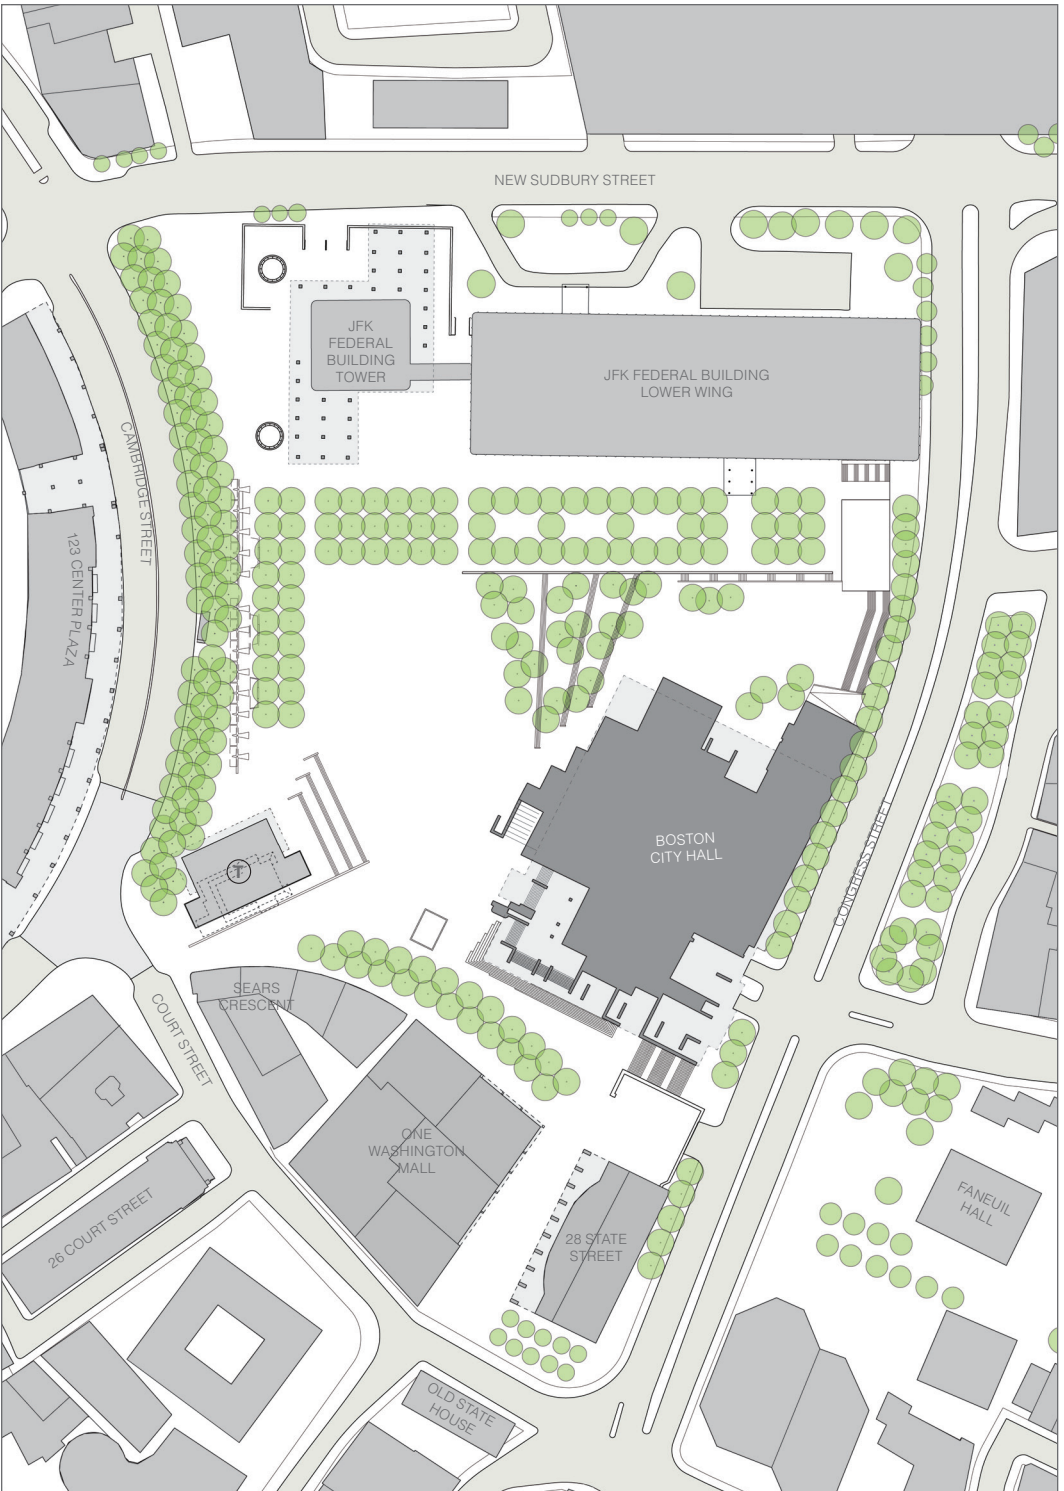 NEW SUDBURY STREET
JFK
FEDERAL
BUILDING
TOWER
JFK FEDERAL BUILDING
LOWER WING
CAMBRIDGE STREET
123 CENTER PLAZA
BOSTON
CITY HALL
CONGRESS STREET
SEARS
CRESCENT
COURT STREET
ONE
WASHINGTON
MALL
FANEUIL
HALL
26 COURT STREET
28 STATE
STREET
OLD STATE
HOUSE